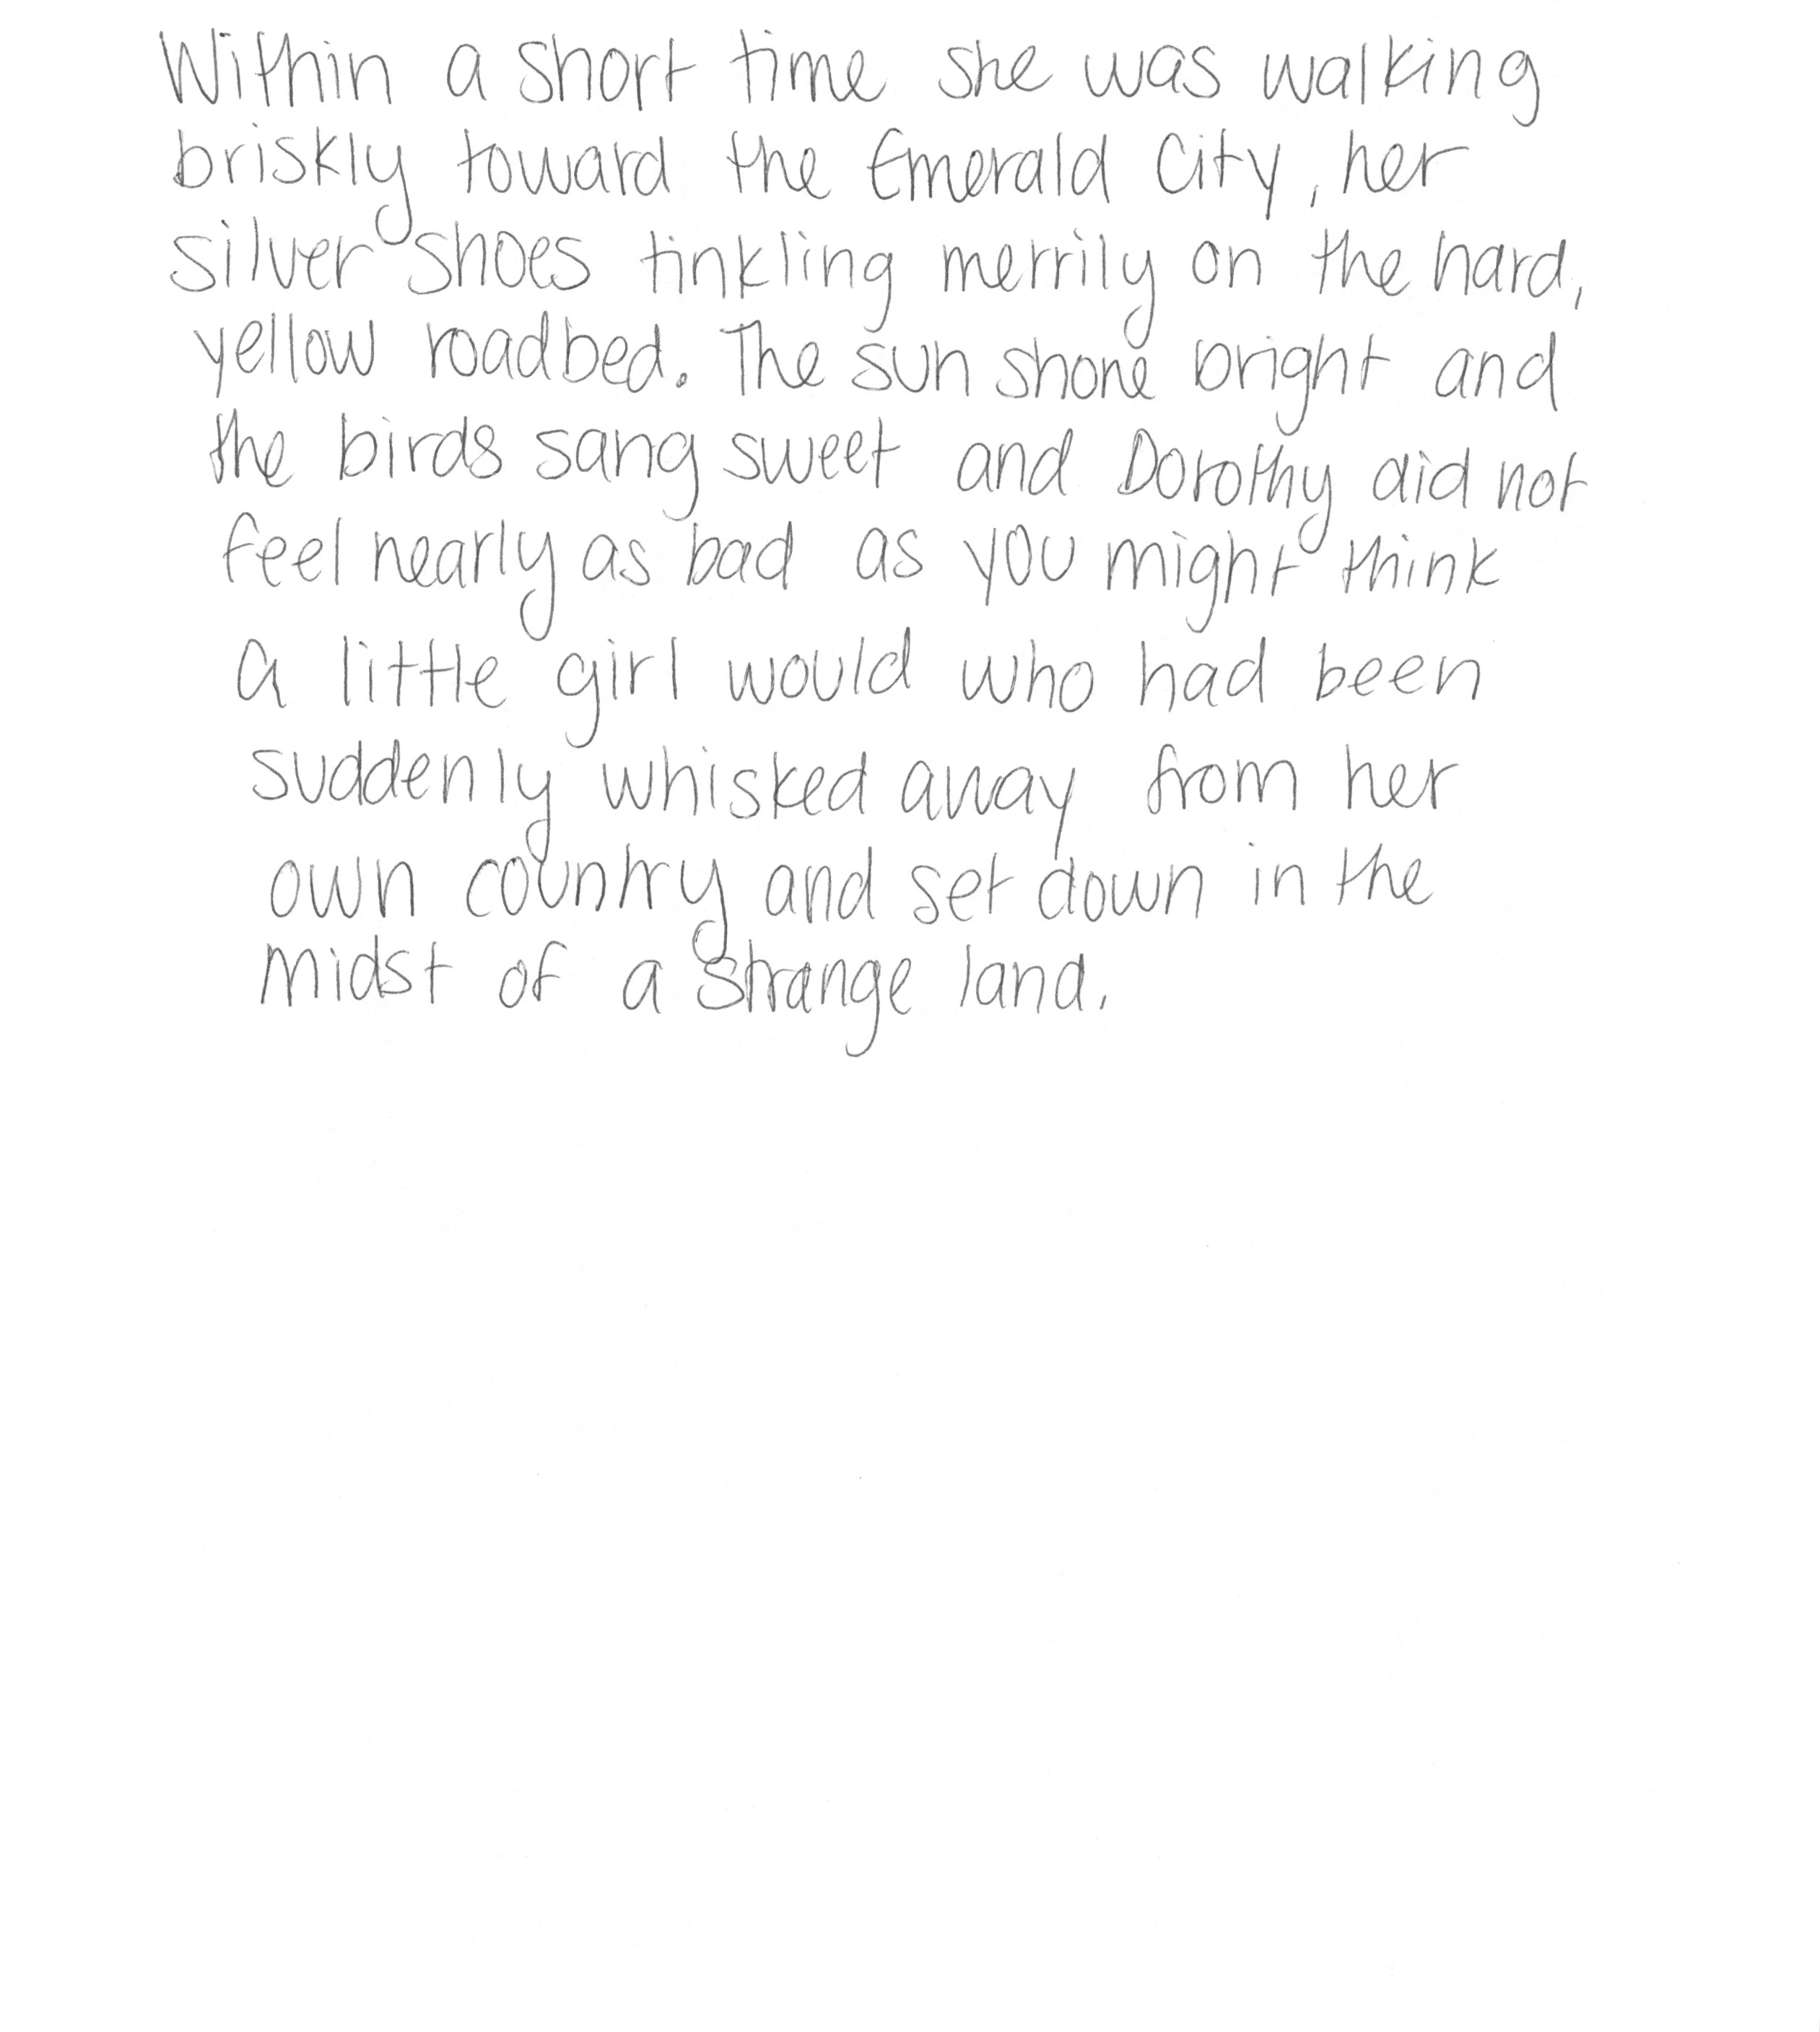 Within a short time she was walking
briskly toward the Emerald City, her
silver shoes tinkling merrily on the hard,
yellow roadbed. The sun shone bright and
the birds sang sweet and Dorothy did not
feel nearly as bad as you might think
a little girl would who had been
suddenly whisked away from her
own country and set down in the
midst of a strange land.